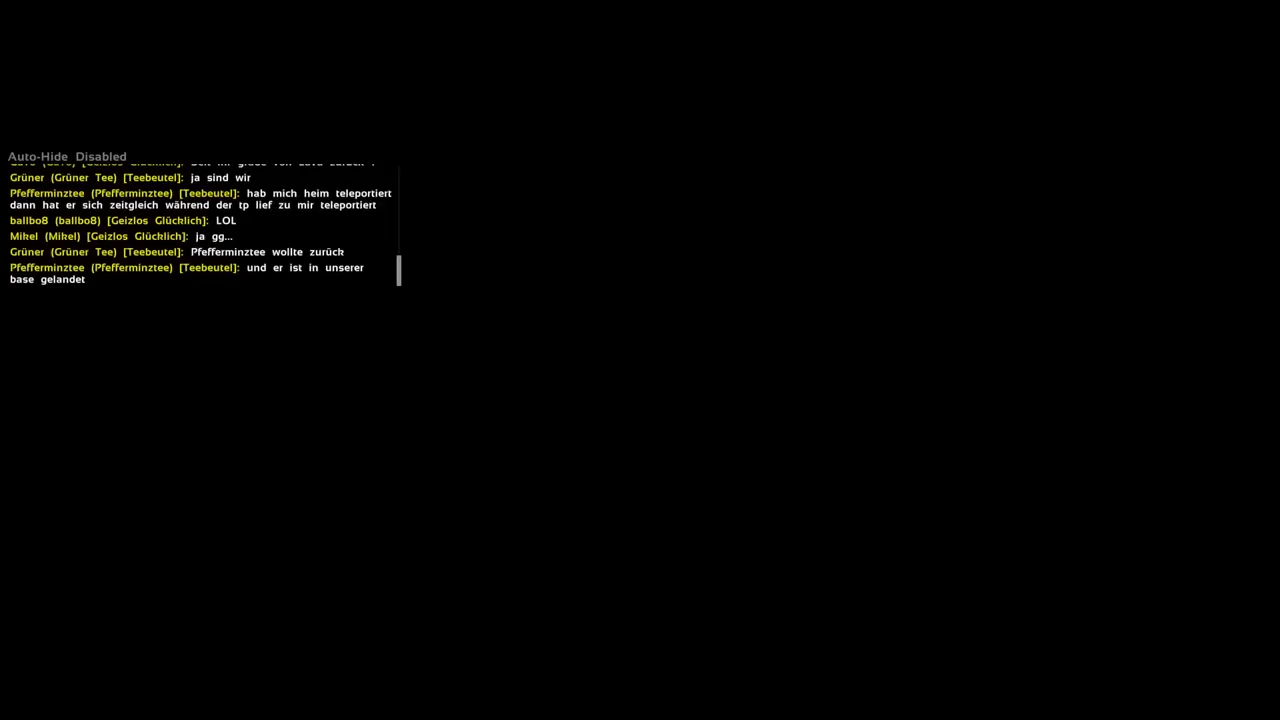 Auto-Hide Disabled
Grüner (Grüner Tee) [Teebeutel]: ja sind wir
Pfefferminztee (Pfefferminztee) [Teebeutel]: hab mich heim teleportiert
dann hat er sich zeitgleich während der tp lief zu mir teleportiert
ballbo8 (ballbo8) [Geizlos Glücklich]: LOL
Mikel (Mikel) [Geizlos Glücklich]: ja gg...
Grüner (Grüner Tee) [Teebeutel]: Pfefferminztee wollte zurück
Pfefferminztee (Pfefferminztee) [Teebeutel]: und er ist in unserer
base gelandet